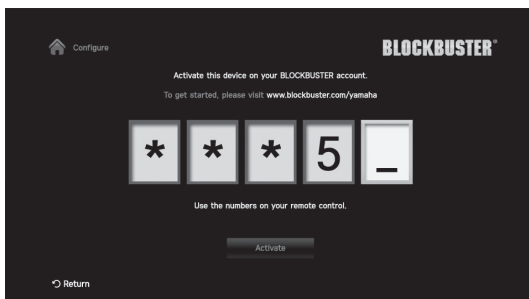 Configure
BLOCKBUSTER®
Activate this device on your BLOCKBUSTER account.
To get started, please visit www.blockbuster.com/yamaha
* * * 5 _
Use the numbers on your remote control.
Activate
Return